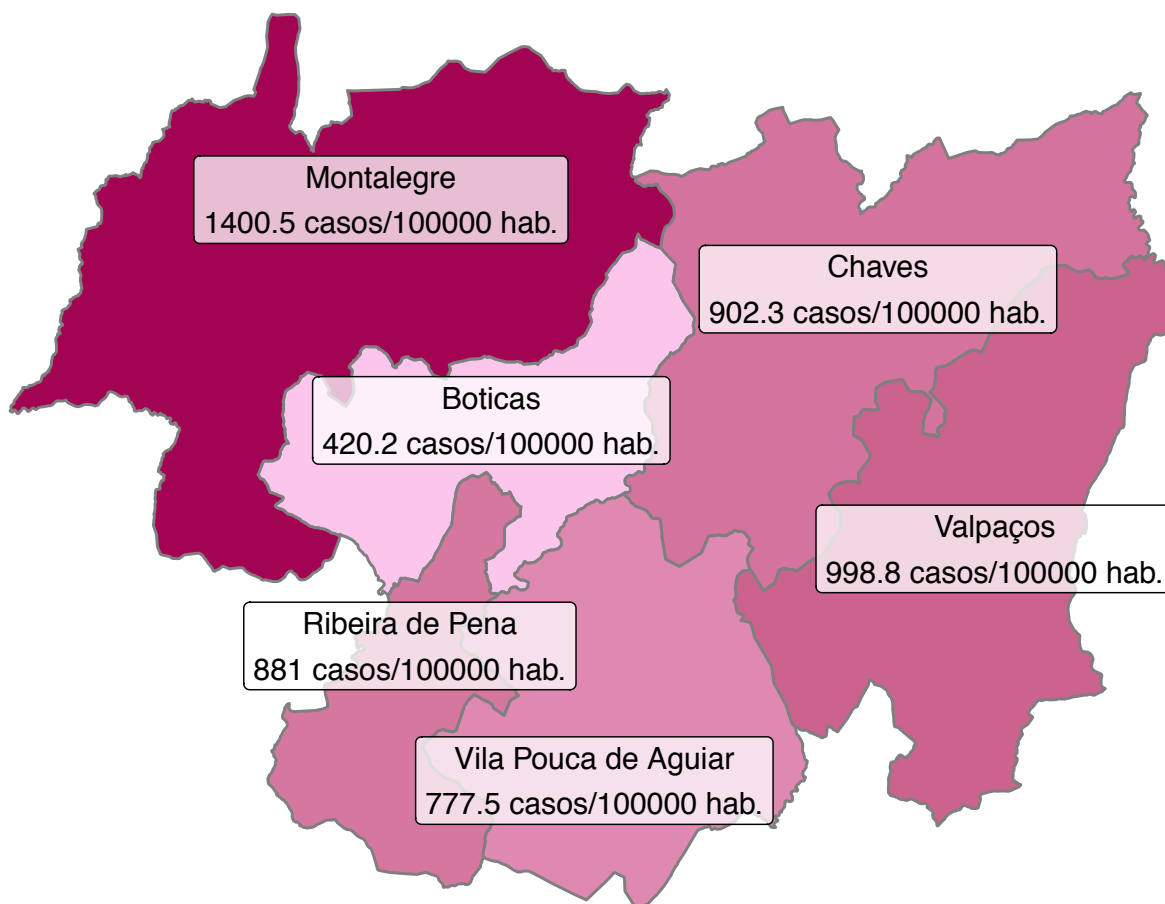 Montalegre
1400.5 casos/100000 hab.
Chaves
902.3 casos/100000 hab.
Boticas
420.2 casos/100000 hab.
Valpaços
998.8 casos/100000 hab.
Ribeira de Pena
881 casos/100000 hab.
Vila Pouca de Aguiar
777.5 casos/100000 hab.